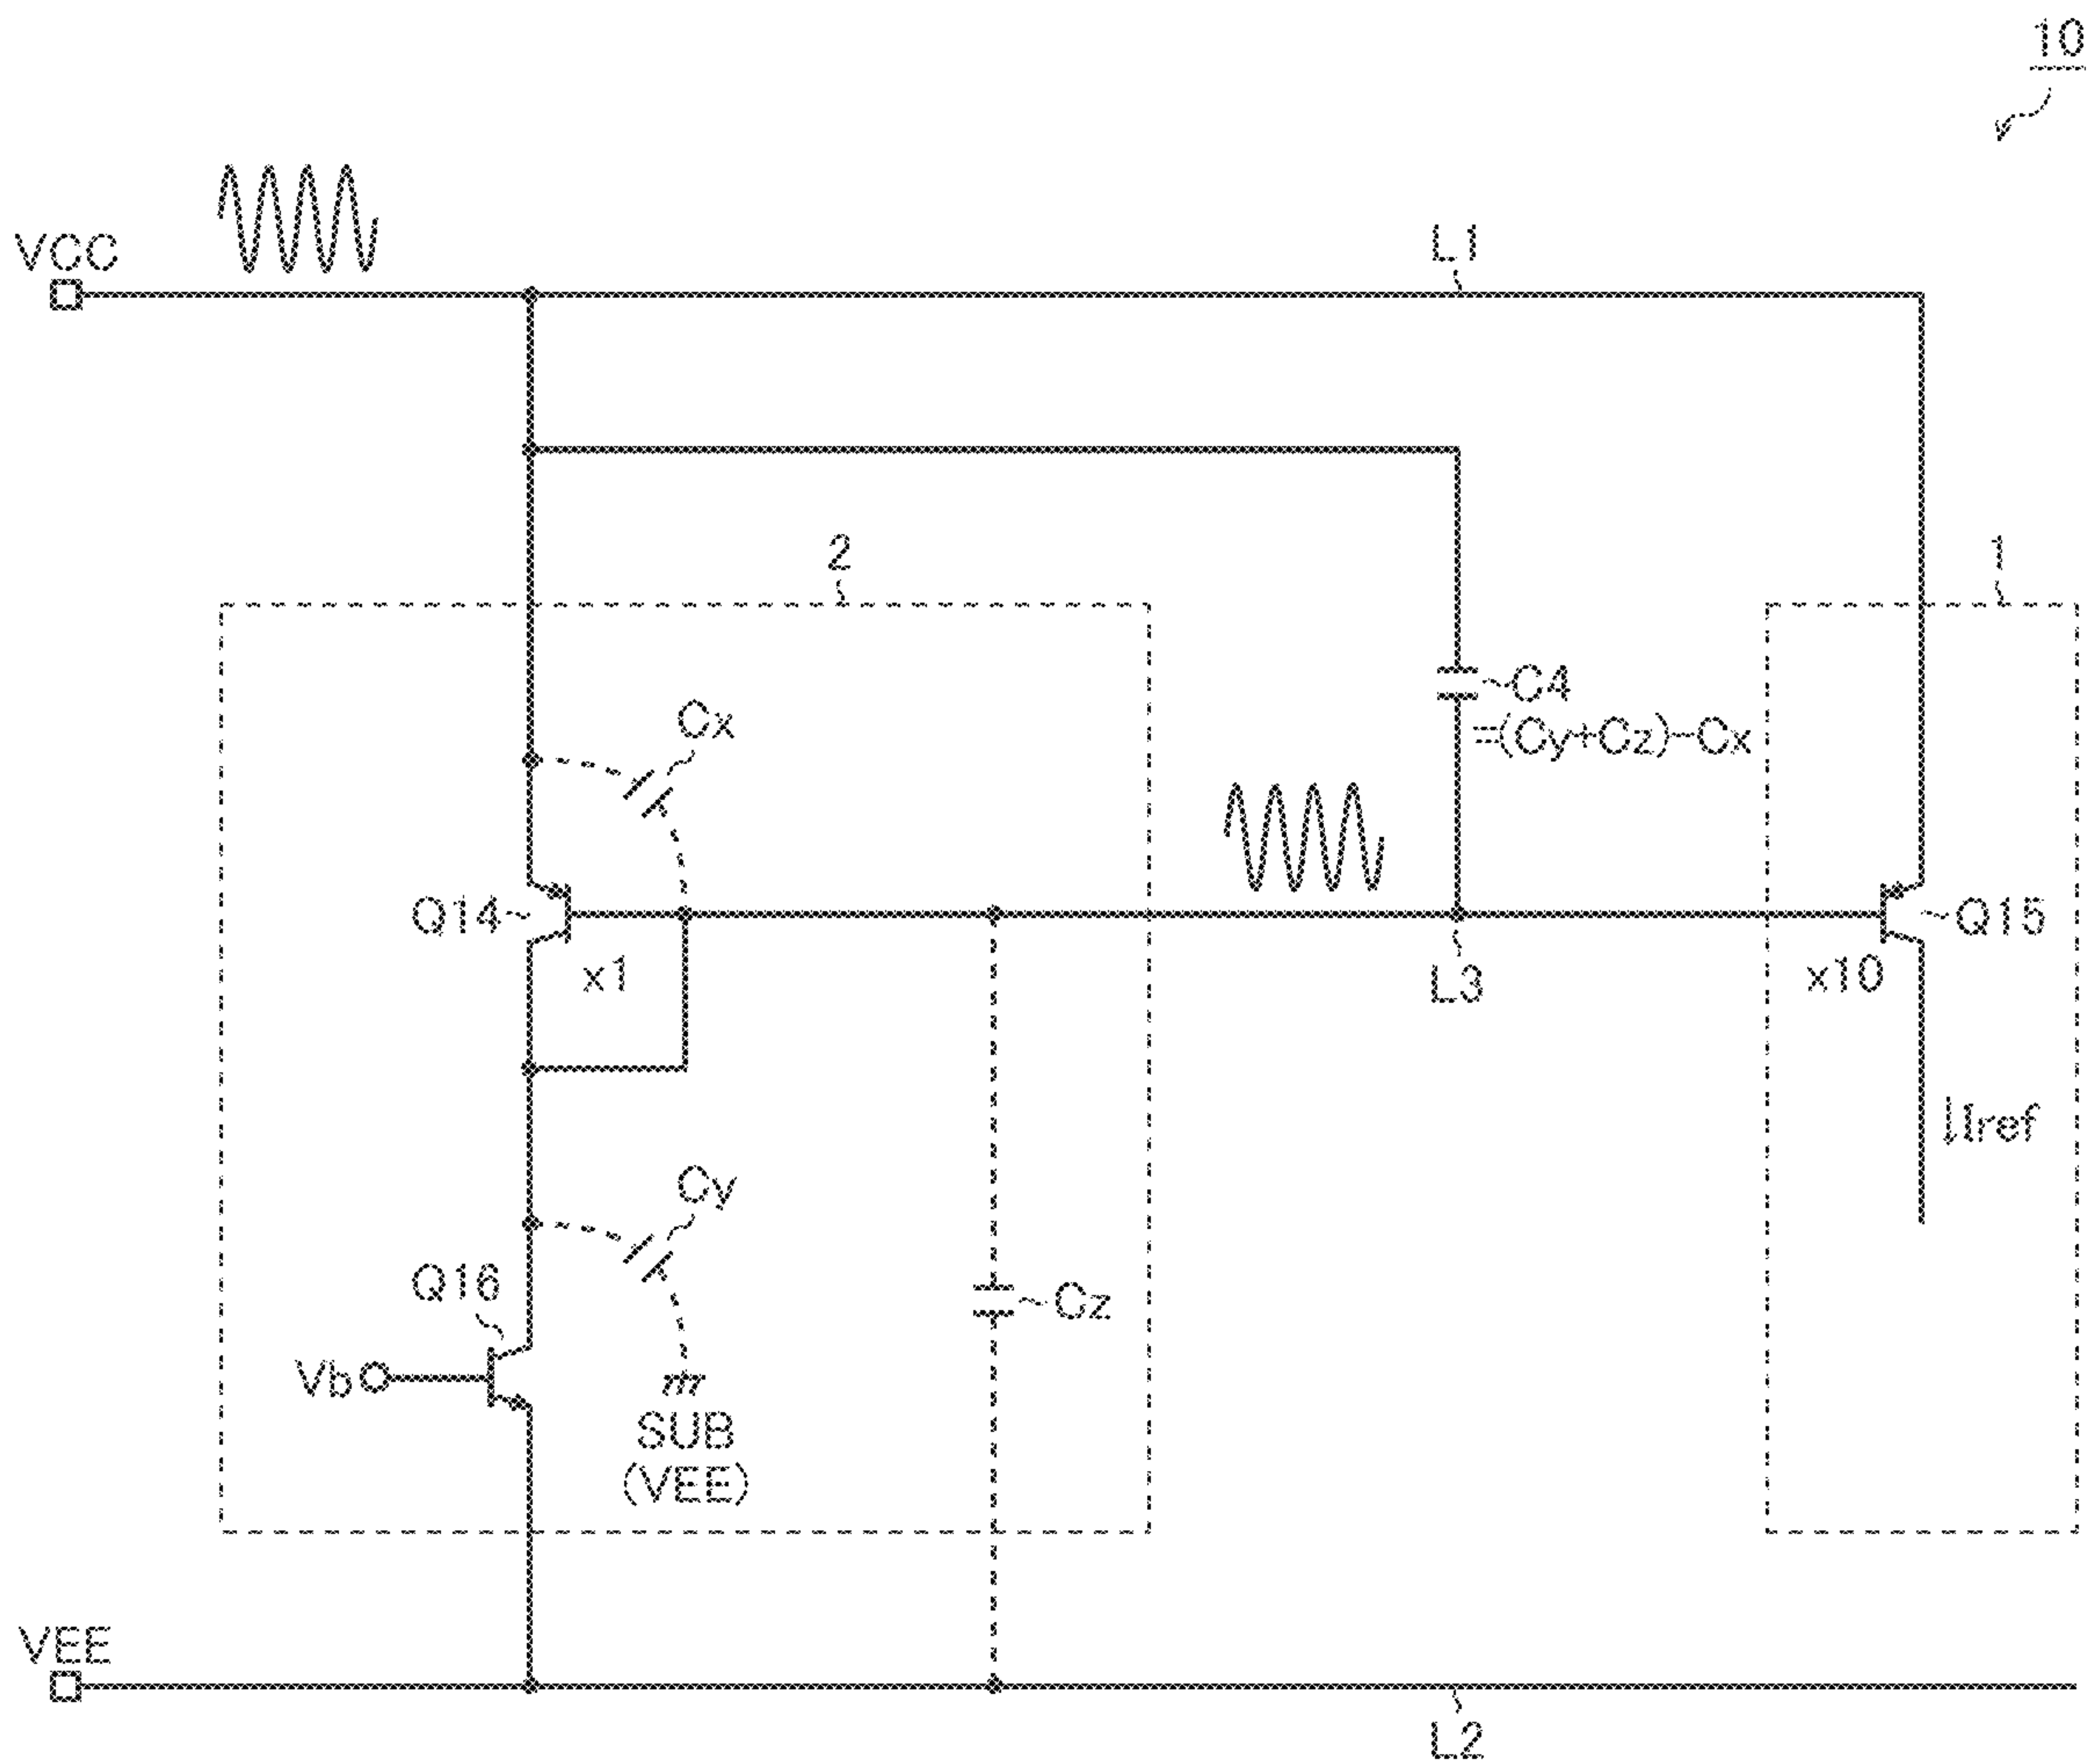 10
VCC
L1
2
1
Cx
C4
=(Cy+Cz)-Cx
Q14
x1
L3
Q15
x10
Iref
Cy
Q16
Cz
Vb
SUB
(VEE)
VEE
L2